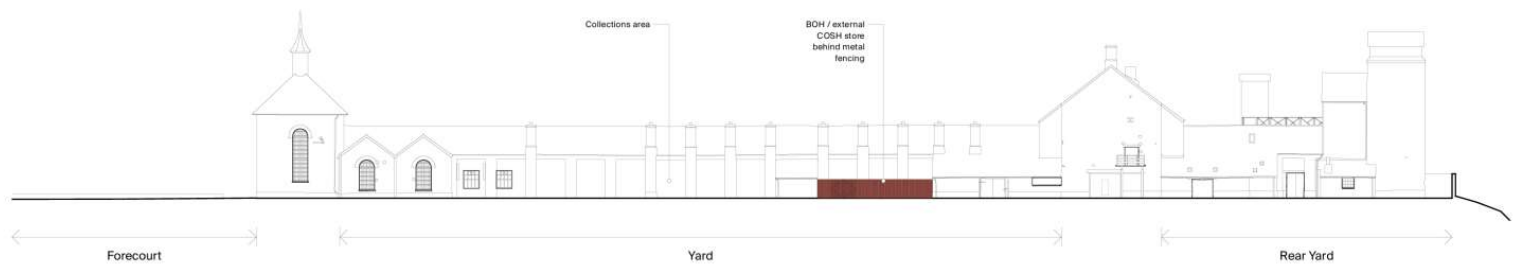 Collections area
BOH / external
COSH store
behind metal
fencing
Forecourt
Yard
Rear Yard